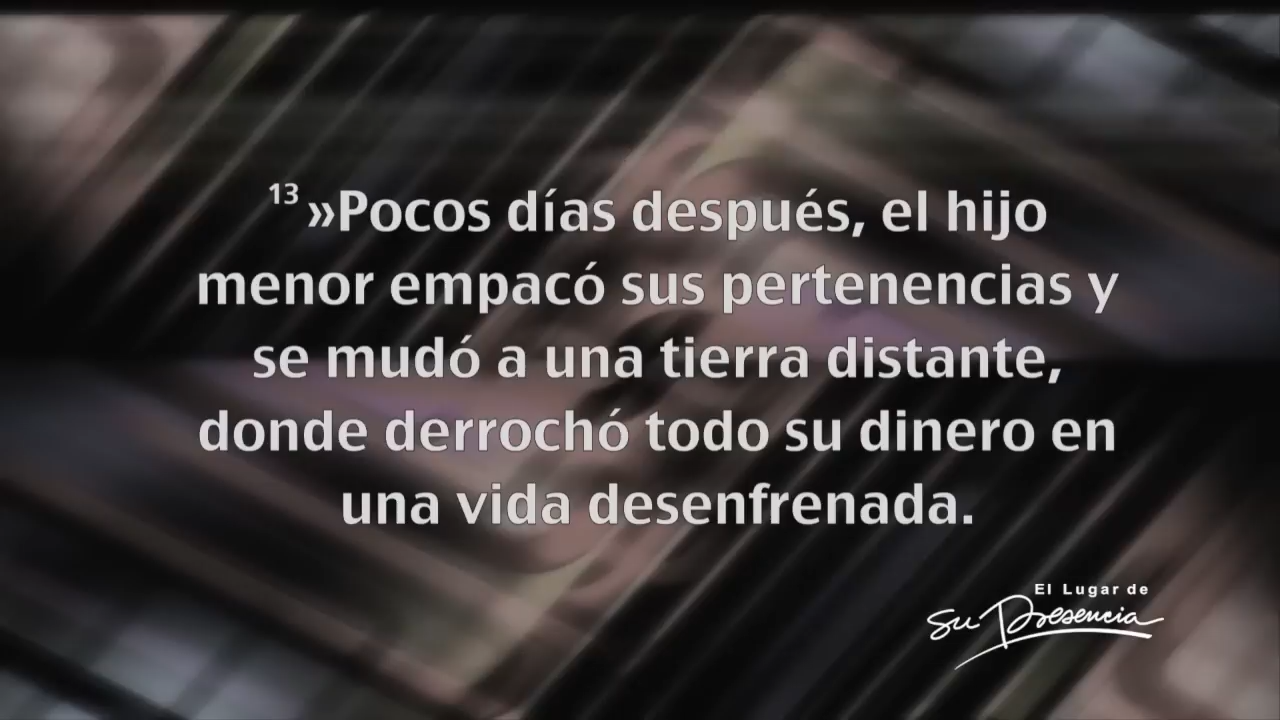 13 »Pocos días después, el hijo
menor empacó sus pertenencias y
se mudó a una tierra distante,
donde derrochó todo su dinero en
una vida desenfrenada.
El Lugar de
Su Presencia